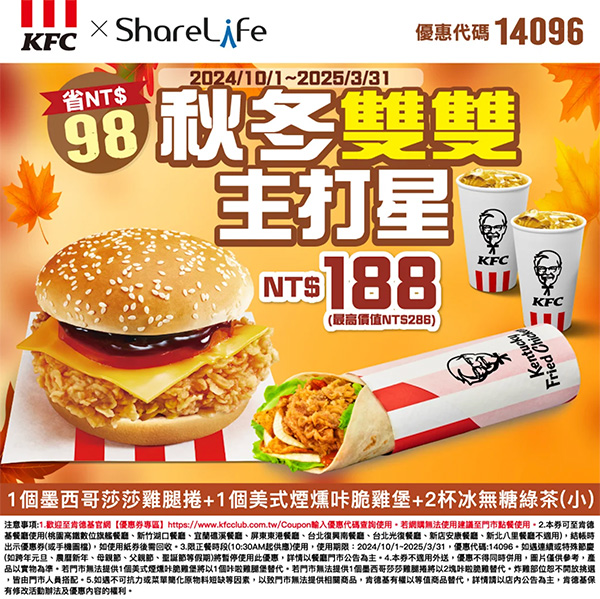 KFC × ShareLife 優惠代碼 14096
2024/10/1~2025/3/31
省NT$
98
秋冬雙雙
主打星
NT$188
(最高價值NT$286)
KFC
KFC
Kentucky
Fried Chicken
1個墨西哥莎莎雞腿捲+1個美式煙燻咔脆雞堡+2杯冰無糖綠茶(小)
注意事項:1.歡迎至肯德基官網【優惠券專區】https://www.kfcclub.com.tw/Coupon輸入優惠代碼查詢使用。若網購無法使用建議至門市點餐使用。2.本券可至肯德
基餐廳使用(桃園高鐵數位旗艦餐廳、新竹湖口餐廳、宜蘭礁溪餐廳、屏東東港餐廳、台北復興南餐廳、台北光復餐廳、新店安康餐廳、新北八里餐廳不適用)，結帳時
出示優惠券(或手機圖檔)，如使用紙券後需回收。3.限正餐時段(10:30AM起供應)使用，使用期限：2024/10/1~2025/3/31，優惠代碼:14096。如遇連續或特殊節慶
(如跨年元旦、農曆新年、母親節、父親節、聖誕節等假期)將暫停使用此優惠，詳情以餐廳門市公告為主。4.本券不適用外送，優惠不得同時併用，圖片僅供參考，產
品以實物為準。若門市無法提供1個美式煙燻咔脆雞堡將以1個咔啦雞腿堡替代。若門市無法提供1個墨西哥莎莎雞腿捲將以2塊咔啦脆雞替代。炸雞部位恕不開放挑選
，皆由門市人員搭配。5.如遇不可抗力或菜單簡化原物料短缺等因素，以致門市無法提供相關商品，肯德基有權以等值商品替代，詳情請以店內公告為主，肯德基保
有修改活動辦法及優惠內容的權利。